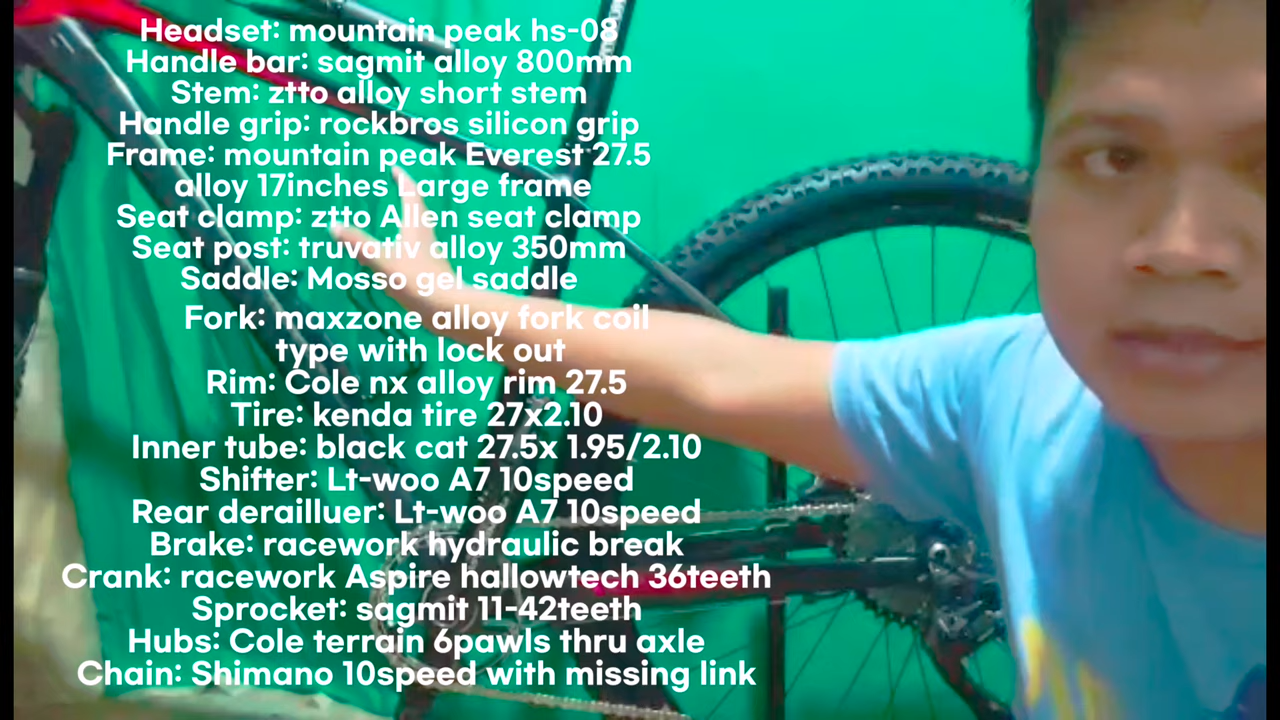 Headset: mountain peak hs-08
Handle bar: sagmit alloy 800mm
Stem: ztto alloy short stem
Handle grip: rockbros silicon grip
Frame: mountain peak Everest 27.5
alloy 17inches Large frame
Seat clamp: ztto Allen seat clamp
Seat post: truvativ alloy 350mm
Saddle: Mosso gel saddle
Fork: maxzone alloy fork coil
type with lock out
Rim: Cole nx alloy rim 27.5
Tire: kenda tire 27x2.10
Inner tube: black cat 27.5x 1.95/2.10
Shifter: Lt-woo A7 10speed
Rear derailluer: Lt-woo A7 10speed
Brake: racework hydraulic break
Crank: racework Aspire hallowtech 36teeth
Sprocket: sagmit 11-42teeth
Hubs: Cole terrain 6pawls thru axle
Chain: Shimano 10speed with missing link